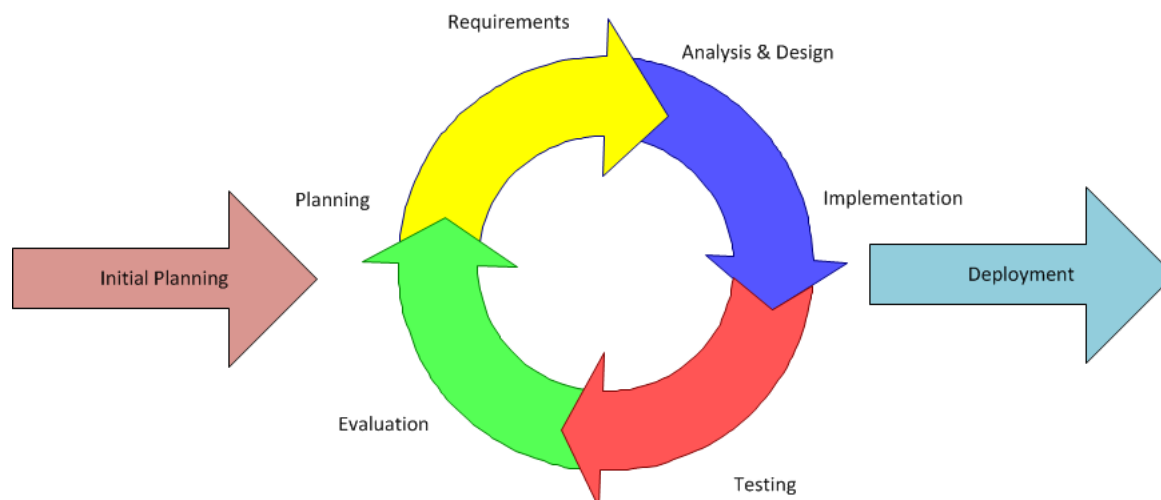 Requirements
Analysis & Design
Planning
Implementation
Initial Planning
Deployment
Evaluation
Testing